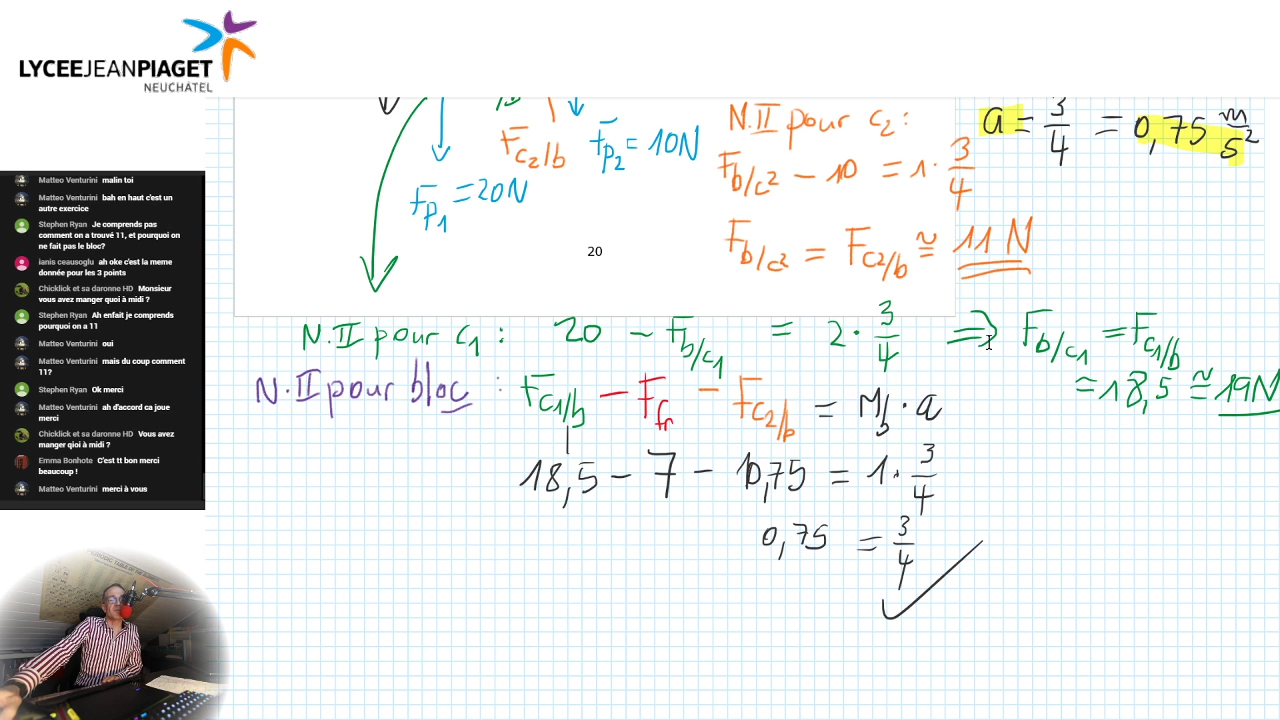 LYCEEJEANPIAGET
NEUCHÂTEL
Matteo Venturini malin toi
Matteo Venturini bah en haut c'est un
autre exercice
Stephen Ryan Je comprends pas
comment on a trouvé 11, et pourquoi on
ne fait pas le bloc?
ianis ceausoglu ah oke c'est la meme
donnée pour les 3 points
Chicklick et sa daronne HD Monsieur
vous avez manger quoi à midi ?
Stephen Ryan Ah enfait je comprends
pourquoi on a 11
Matteo Venturini oui
Matteo Venturini mais du coup comment
11?
Stephen Ryan Ok merci
Matteo Venturini ah d'accord ca joue
merci
Chicklick et sa daronne HD Vous avez
manger qioi à midi ?
Emma Bonhote C'est tt bon merci
beaucoup !
Matteo Venturini merci à vous
F_c2/b
F_p2 = 10N
F_p1 = 20N
20
N.II pour c2 :
F_b/c2 - 10 = 1 · 3/4
F_b/c2 = F_c2/b ≅ 11 N
a = 3/4 = 0,75 m/s²
N.II pour c1 : 20 - F_b/c1 = 2 · 3/4 ⇒ F_b/c1 = F_c1/b
≈ 18,5 ≅ 19N
N.II pour bloc : F_c1/b - F_fr - F_c2/b = M_b · a
18,5 - 7 - 10,75 = 1 · 3/4
0,75 = 3/4